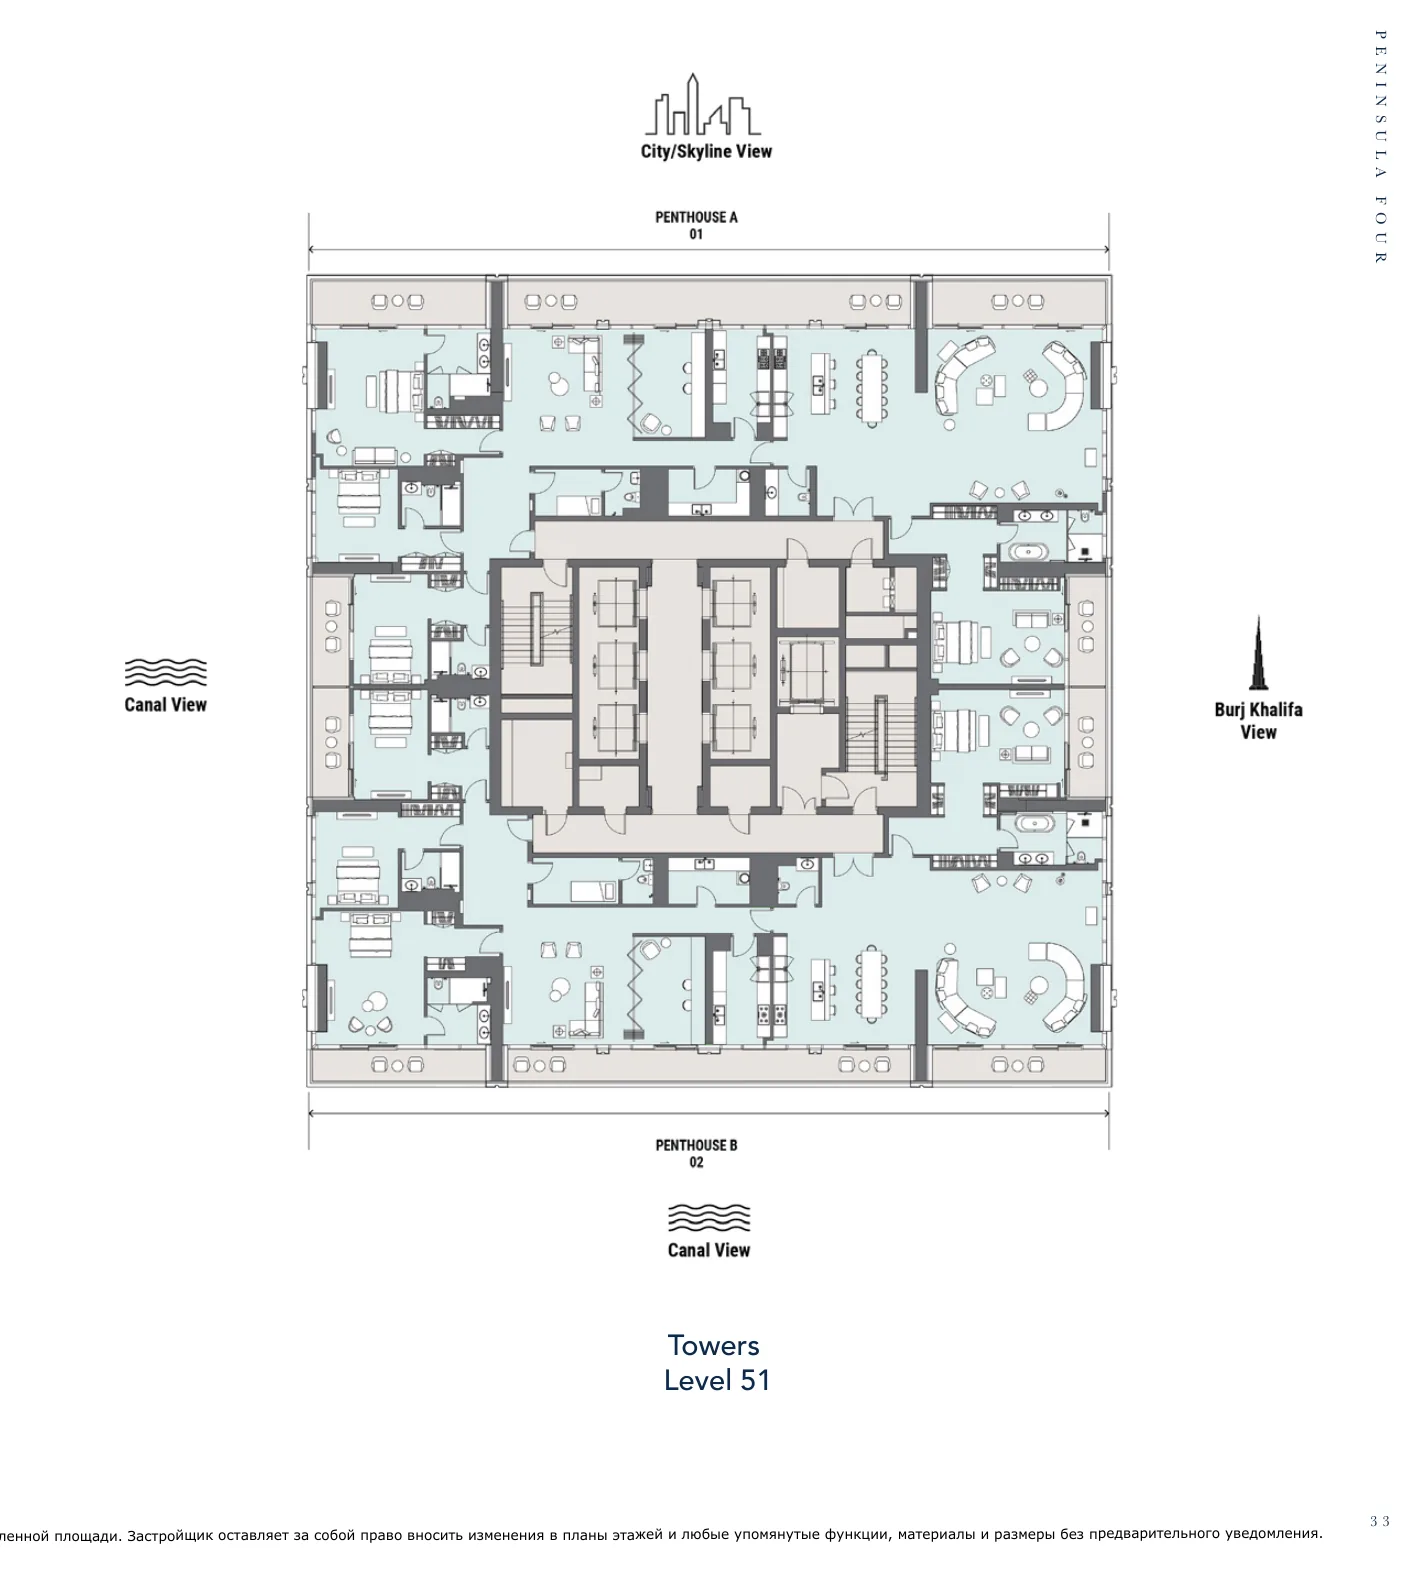 PENINSULA FOUR
City/Skyline View
PENTHOUSE A
01
Canal View
Burj Khalifa
View
PENTHOUSE B
02
Canal View
Towers
Level 51
ленной площади. Застройщик оставляет за собой право вносить изменения в планы этажей и любые упомянутые функции, материалы и размеры без предварительного уведомления.
33